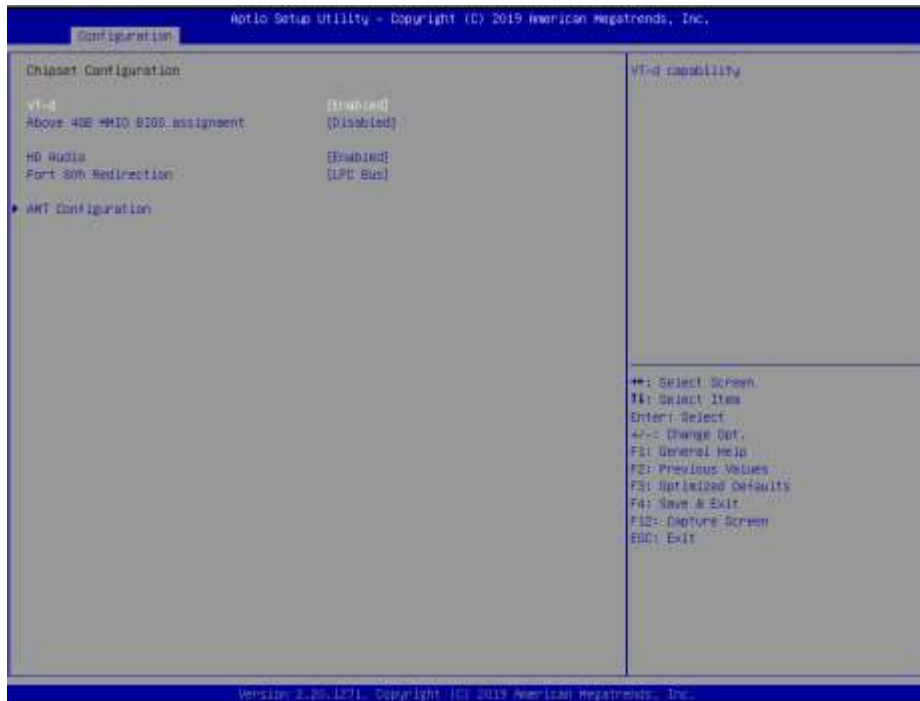 Aptio Setup Utility - Copyright (C) 2019 American Megatrends, Inc.
Configuration
Chipset Configuration
VT-d capability
VT-d [Enabled]
Above 4GB MMIO BIOS assignment [Disabled]
HD Audio [Enabled]
Port 80h Redirection [LPC Bus]
AMT Configuration
→←: Select Screen
↑↓: Select Item
Enter: Select
+/-: Change Opt.
F1: General Help
F2: Previous Values
F3: Optimized Defaults
F4: Save & Exit
F12: Capture Screen
ESC: Exit
Version 2.20.1271. Copyright (C) 2019 American Megatrends, Inc.